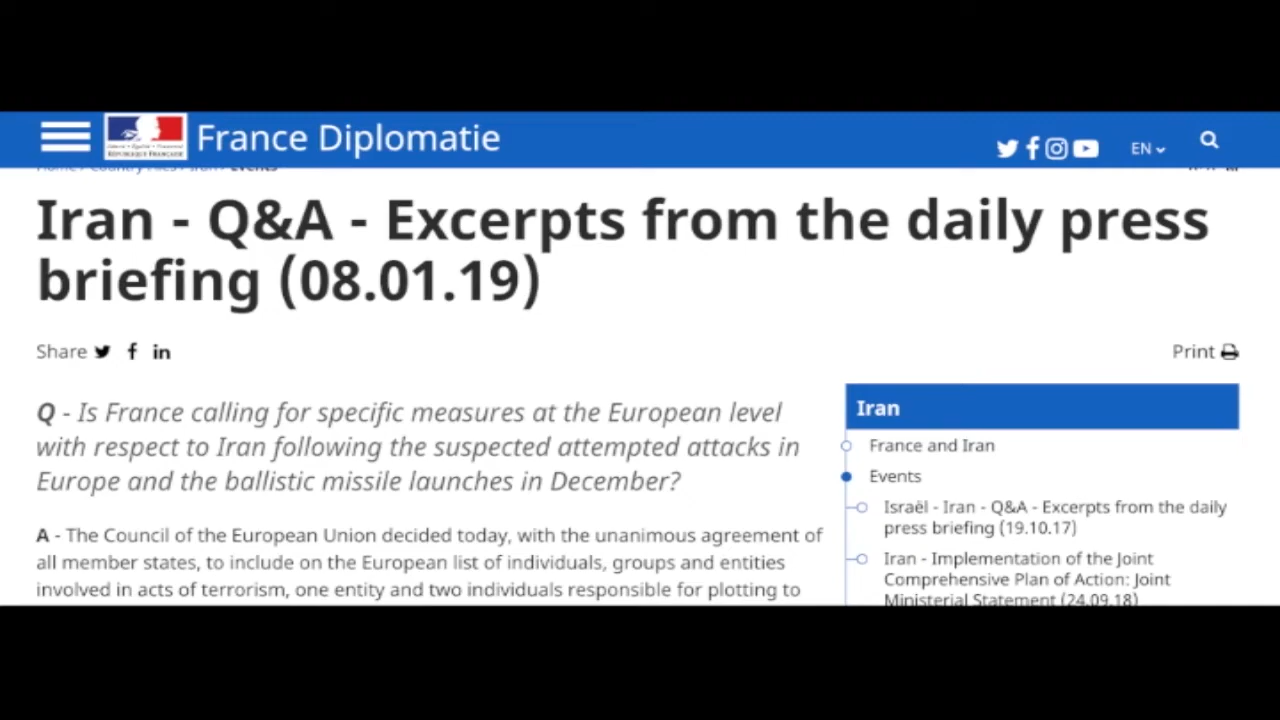 France Diplomatie
EN
Home / Country Files / Iran / Events
Iran - Q&A - Excerpts from the daily press
briefing (08.01.19)
Share
Print
Q - Is France calling for specific measures at the European level
with respect to Iran following the suspected attempted attacks in
Europe and the ballistic missile launches in December?
A - The Council of the European Union decided today, with the unanimous agreement of
all member states, to include on the European list of individuals, groups and entities
involved in acts of terrorism, one entity and two individuals responsible for plotting to
Iran
France and Iran
Events
Israël - Iran - Q&A - Excerpts from the daily
press briefing (19.10.17)
Iran - Implementation of the Joint
Comprehensive Plan of Action: Joint
Ministerial Statement (24.09.18)